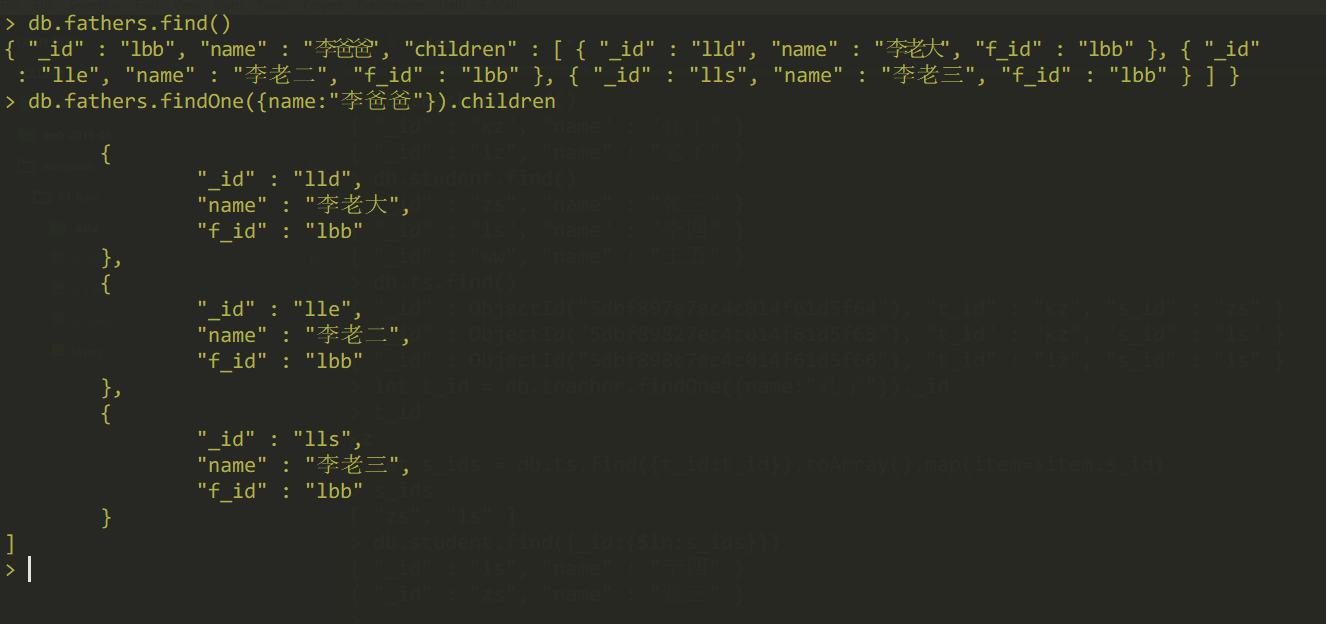 > db.fathers.find()
{ "_id" : "lbb", "name" : "李爸爸", "children" : [ { "_id" : "lld", "name" : "李老大", "f_id" : "lbb" }, { "_id"
 : "lle", "name" : "李老二", "f_id" : "lbb" }, { "_id" : "lls", "name" : "李老三", "f_id" : "lbb" } ] }
> db.fathers.findOne({name:"李爸爸"}).children
{
"_id" : "lld",
"name" : "李老大",
"f_id" : "lbb"
},
{
"_id" : "lle",
"name" : "李老二",
"f_id" : "lbb"
},
{
"_id" : "lls",
"name" : "李老三",
"f_id" : "lbb"
}
]
>